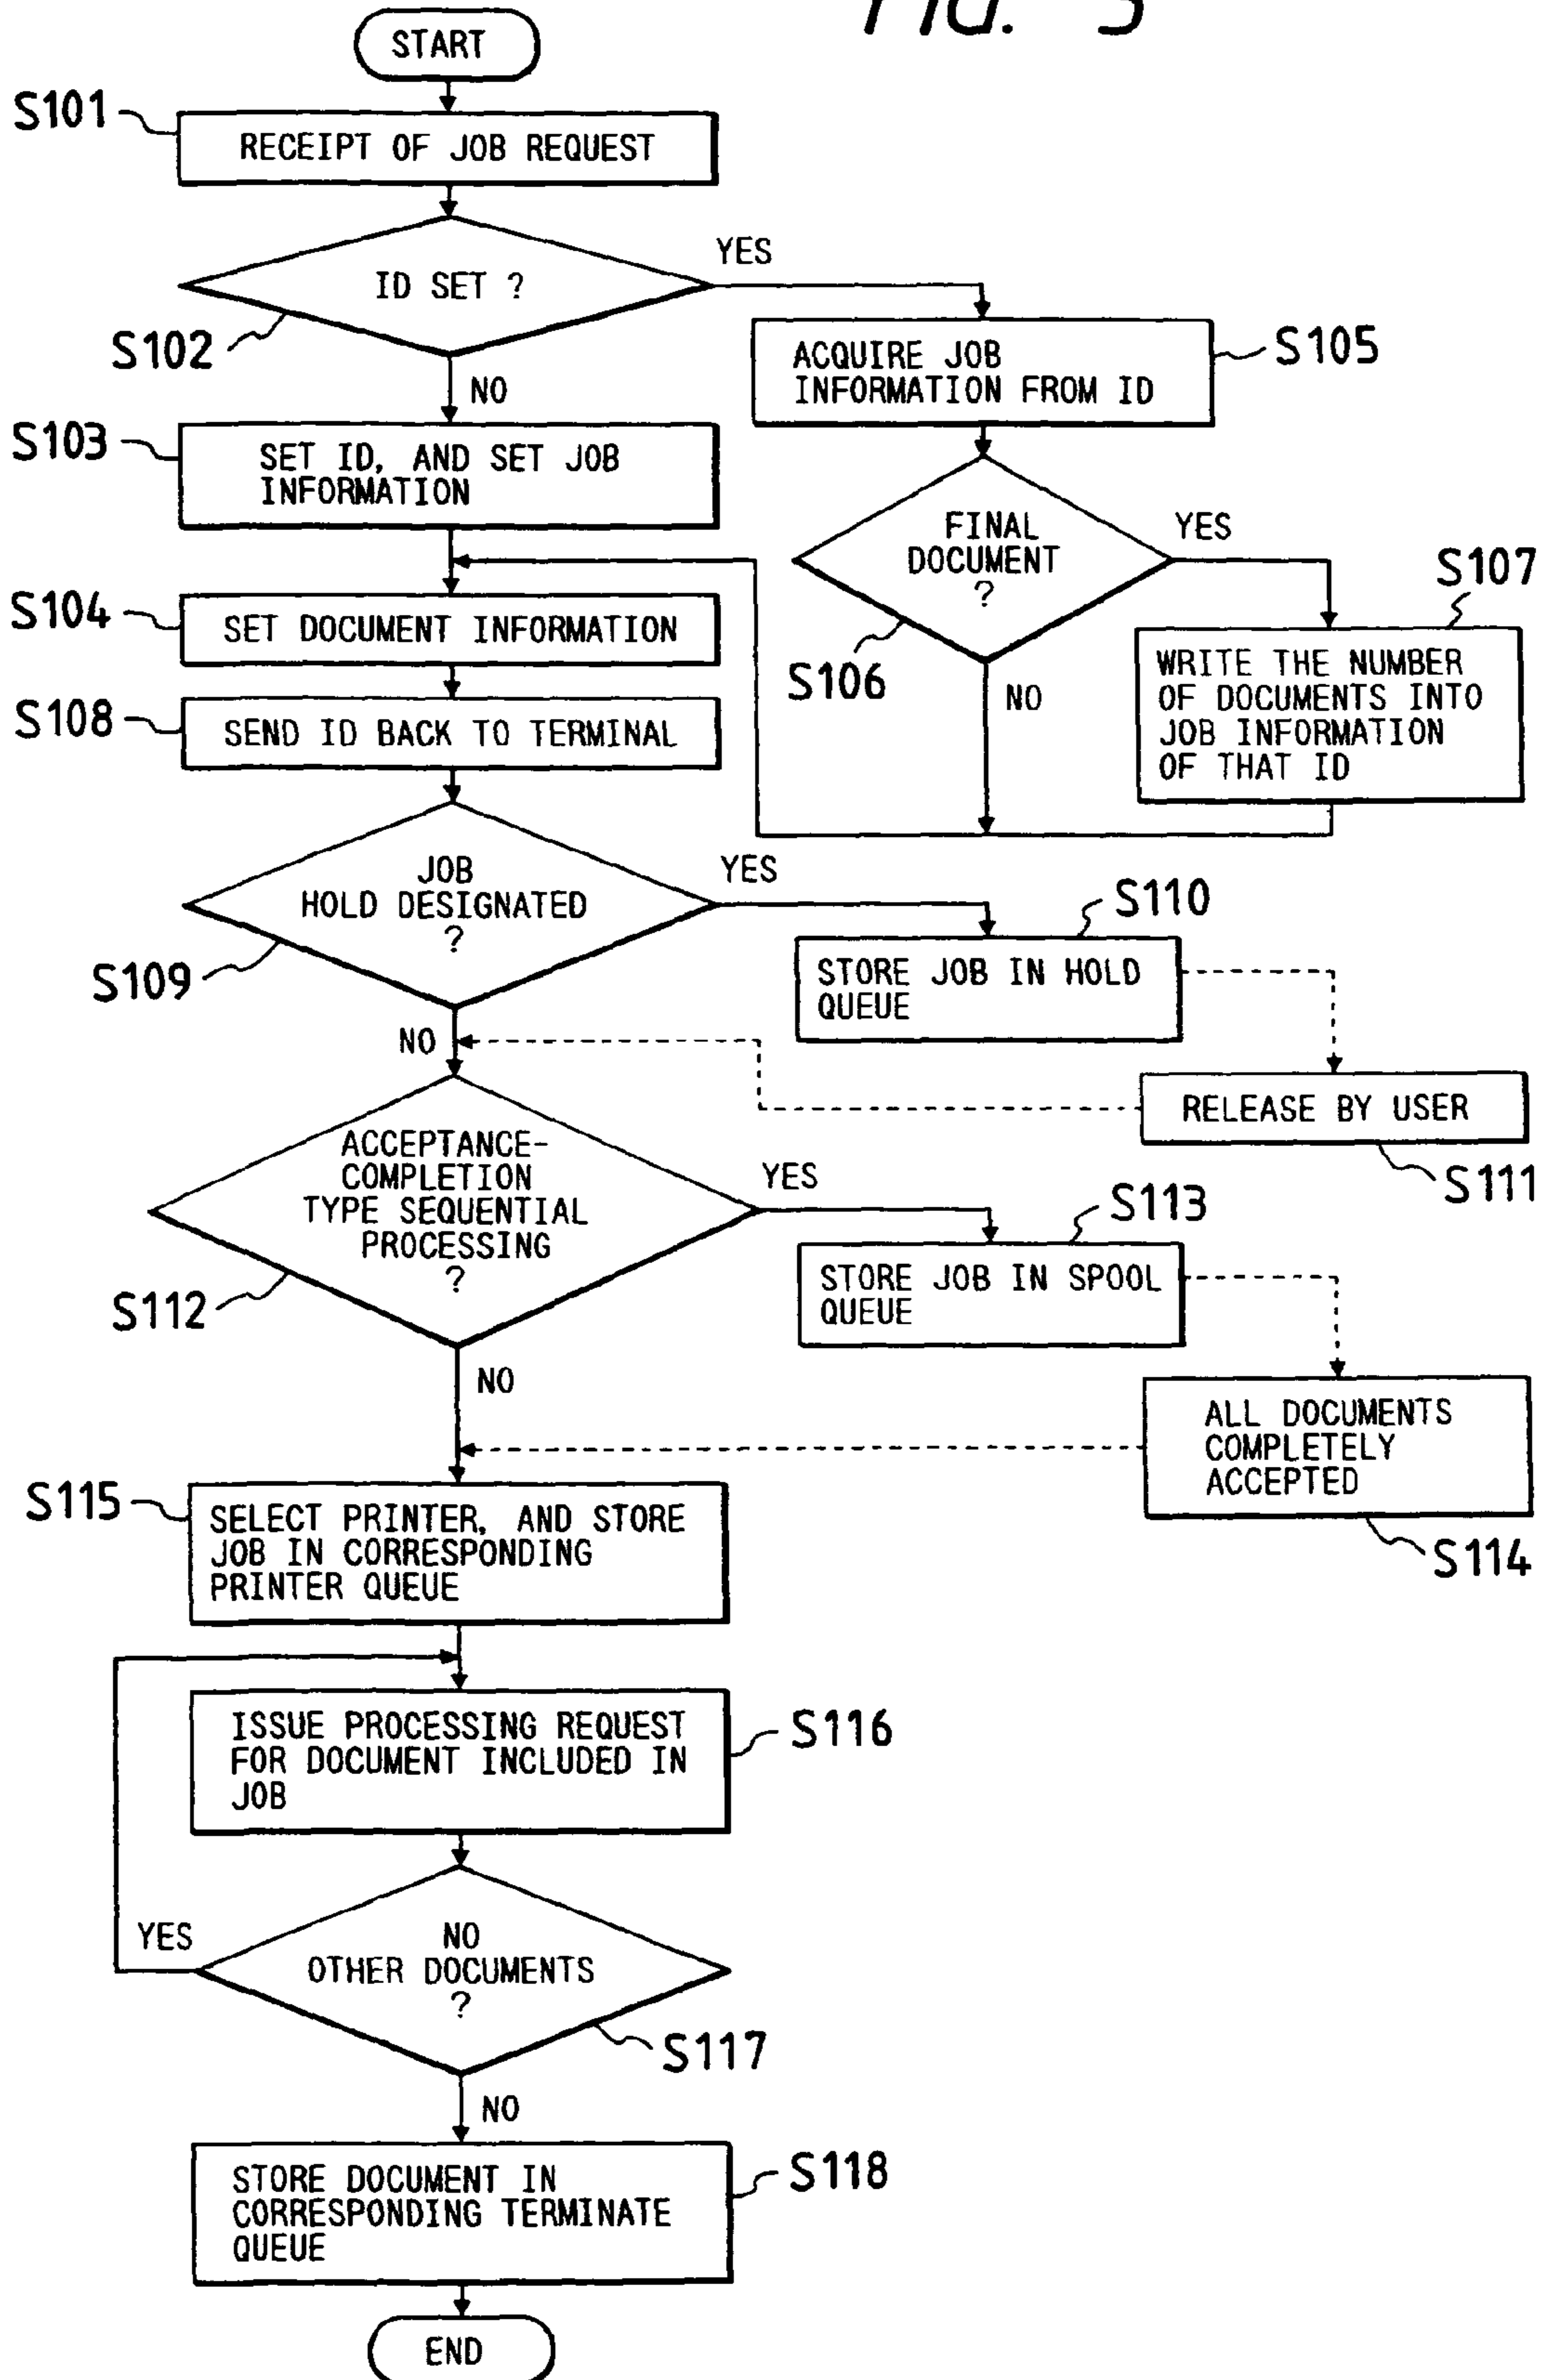 FIG. 5
START
S101
RECEIPT OF JOB REQUEST
YES
ID SET ?
S102
NO
ACQUIRE JOB
INFORMATION FROM ID
S105
S103
SET ID, AND SET JOB
INFORMATION
FINAL
DOCUMENT
?
YES
S107
S106
NO
WRITE THE NUMBER
OF DOCUMENTS INTO
JOB INFORMATION
OF THAT ID
S104
SET DOCUMENT INFORMATION
S108
SEND ID BACK TO TERMINAL
JOB
HOLD DESIGNATED
?
YES
S109
S110
STORE JOB IN HOLD
QUEUE
NO
RELEASE BY USER
S111
ACCEPTANCE-
COMPLETION
TYPE SEQUENTIAL
PROCESSING
?
YES
S112
S113
STORE JOB IN SPOOL
QUEUE
NO
ALL DOCUMENTS
COMPLETELY
ACCEPTED
S114
S115
SELECT PRINTER, AND STORE
JOB IN CORRESPONDING
PRINTER QUEUE
ISSUE PROCESSING REQUEST
FOR DOCUMENT INCLUDED IN
JOB
S116
YES
NO
OTHER DOCUMENTS
?
S117
NO
STORE DOCUMENT IN
CORRESPONDING TERMINATE
QUEUE
S118
END